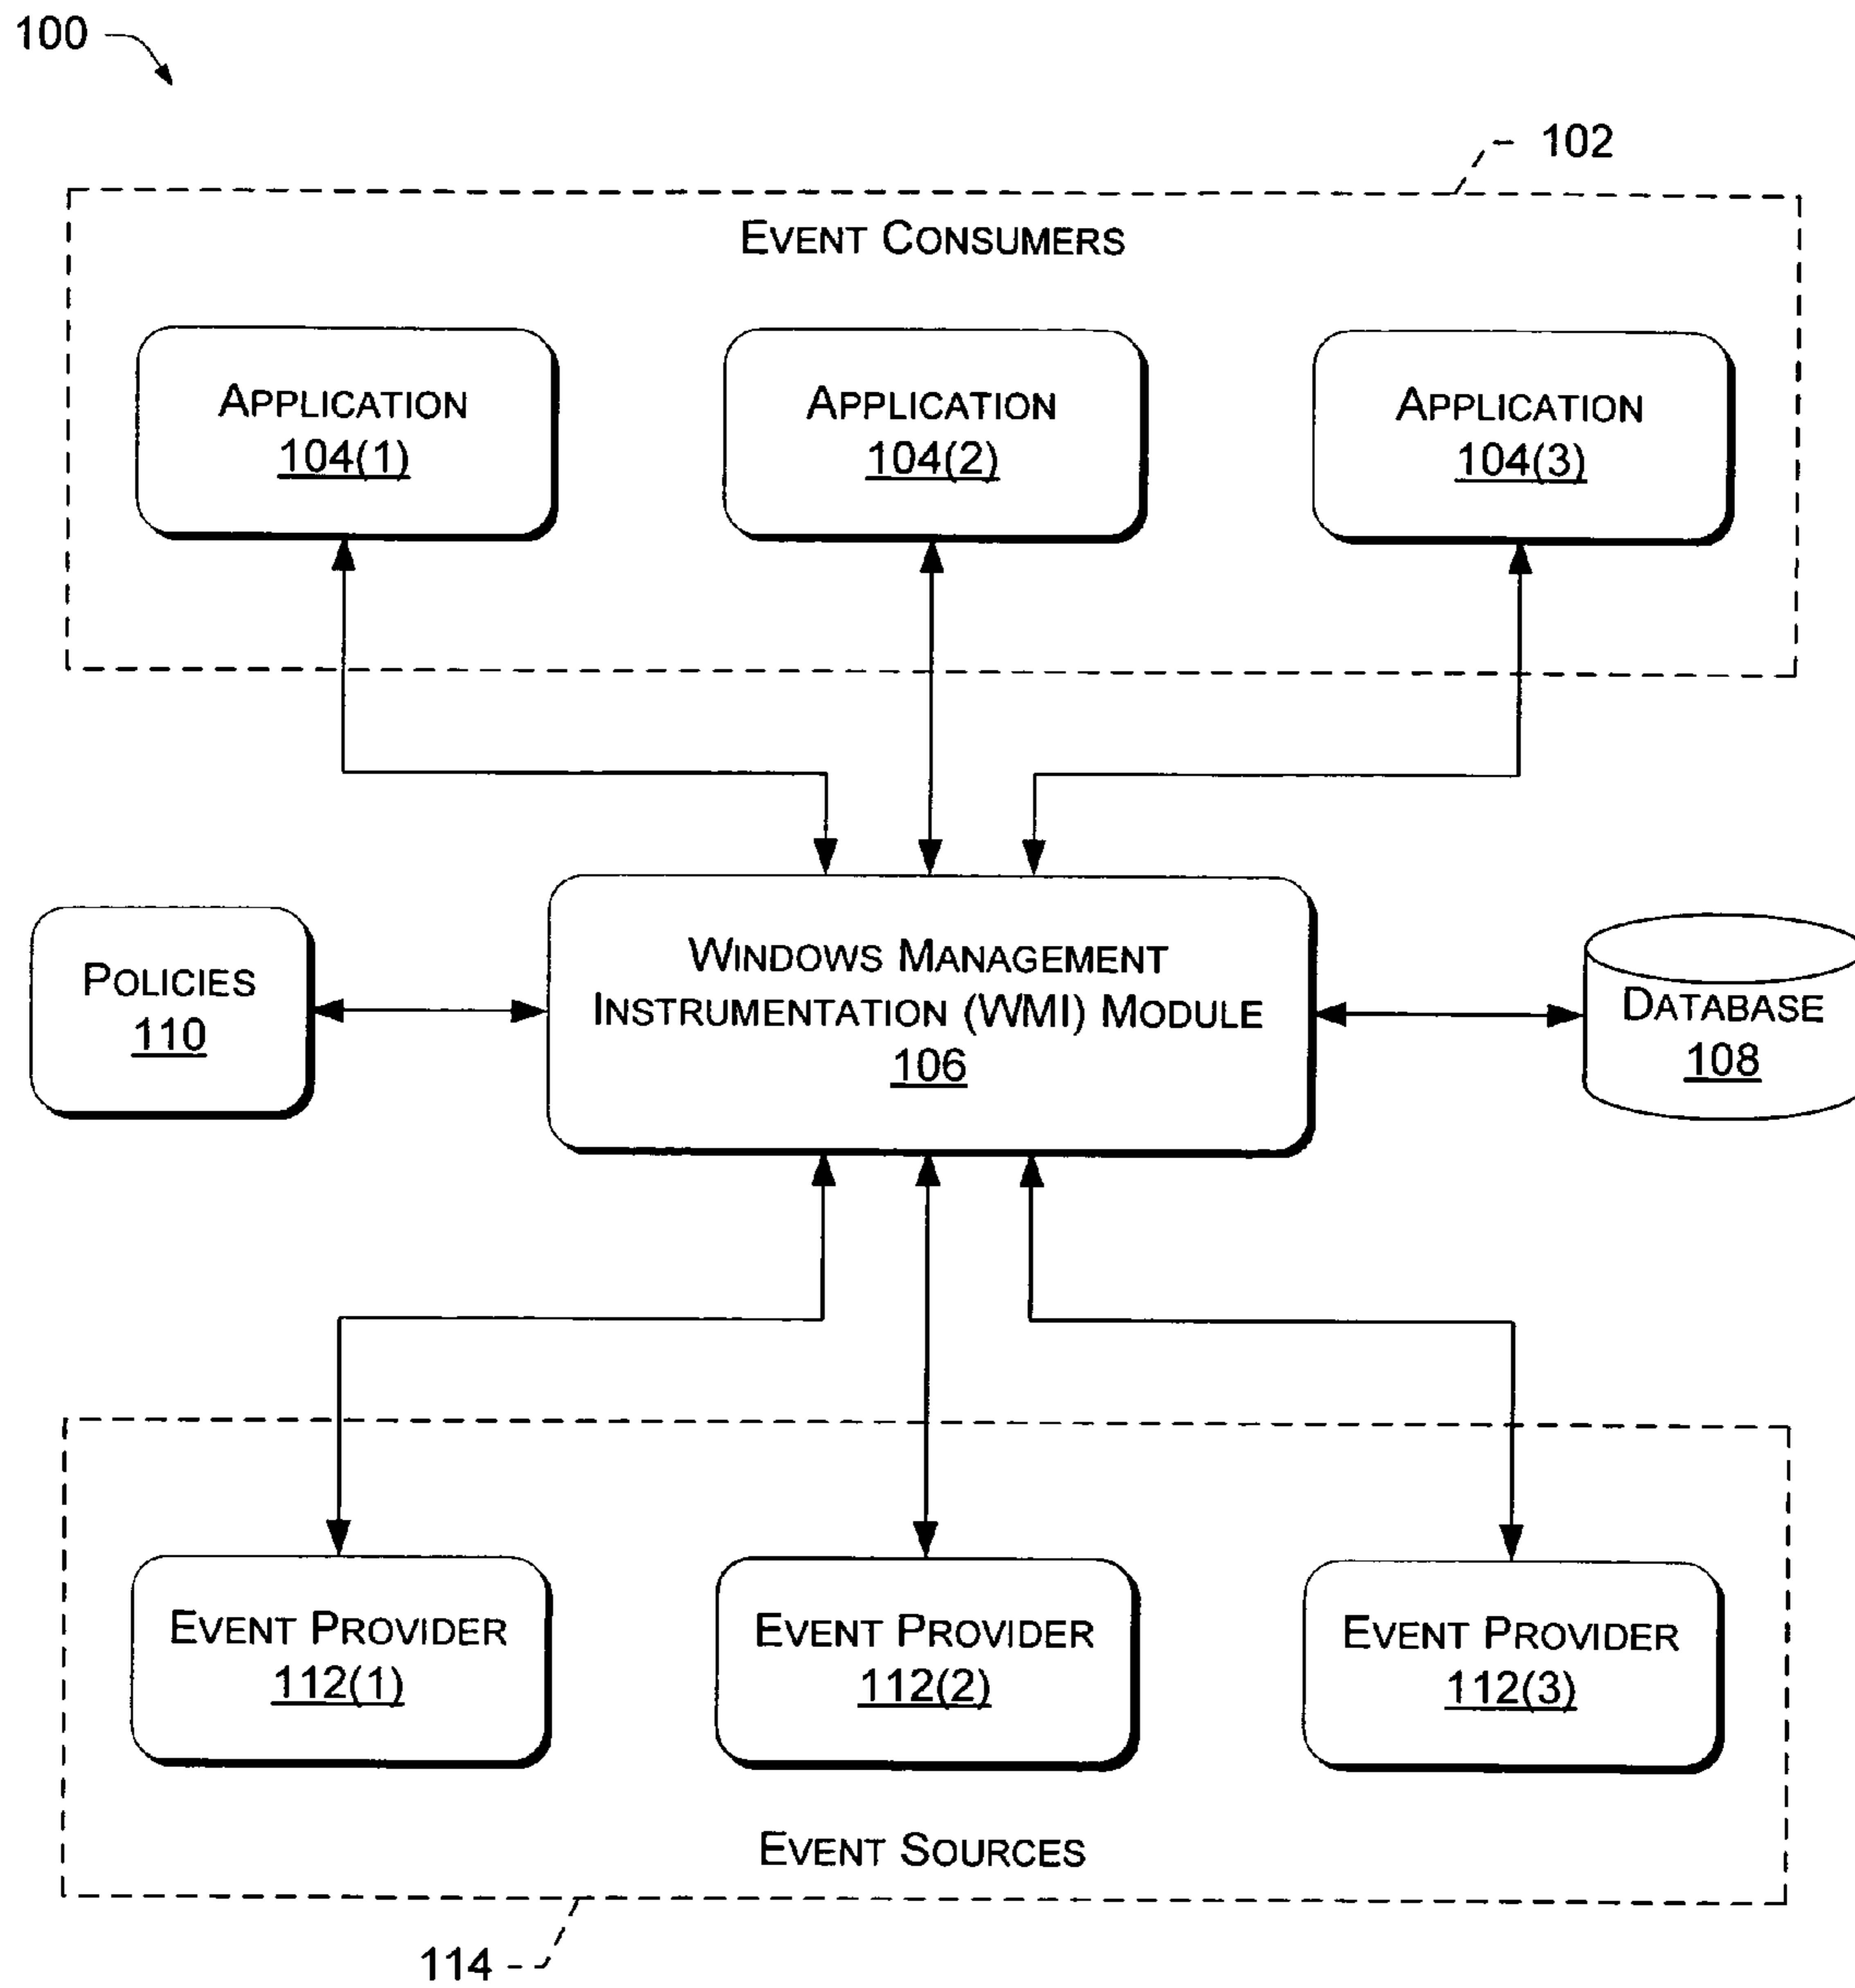 100
102
EVENT CONSUMERS
APPLICATION
104(1)
APPLICATION
104(2)
APPLICATION
104(3)
POLICIES
110
WINDOWS MANAGEMENT
INSTRUMENTATION (WMI) MODULE
106
DATABASE
108
EVENT PROVIDER
112(1)
EVENT PROVIDER
112(2)
EVENT PROVIDER
112(3)
EVENT SOURCES
114